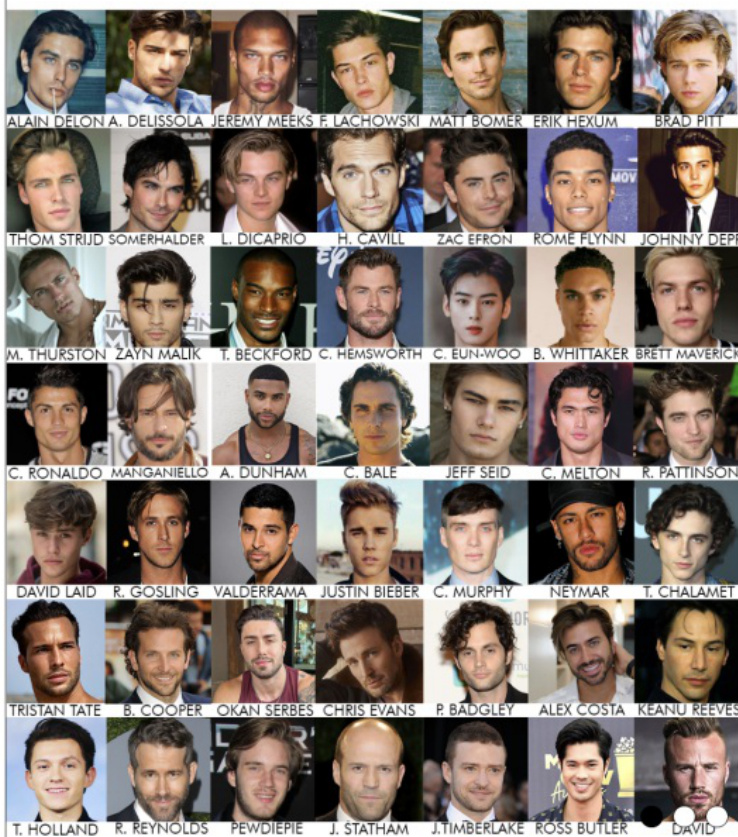 ALAIN DELON A. DELISSOLA JEREMY MEEKS F. LACHOWSKI MATT BOMER ERIK HEXUM BRAD PITT
THOM STRIJD SOMERHALDER L. DICAPRIO H. CAVILL ZAC EFRON ROME FLYNN JOHNNY DEPP
M. THURSTON ZAYN MALIK T. BECKFORD C. HEMSWORTH C. EUN-WOO B. WHITTAKER BRETT MAVERICK
C. RONALDO MANGANIELLO A. DUNHAM C. BALE JEFF SEID C. MELTON R. PATTINSON
DAVID LAID R. GOSLING VALDERRAMA JUSTIN BIEBER C. MURPHY NEYMAR T. CHALAMET
TRISTAN TATE B. COOPER OKAN SERBES CHRIS EVANS P. BADGLEY ALEX COSTA KEANU REEVES
T. HOLLAND R. REYNOLDS PEWDIEPIE J. STATHAM J.TIMBERLAKE ROSS BUTLER DAVID